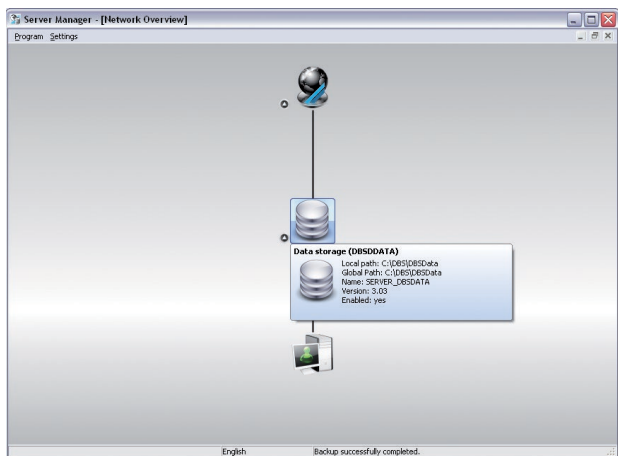 Server Manager - [Network Overview]
Program Settings
Data storage (DBSDDATA)
Local path: C:\DBS\DBSData
Global Path: C:\DBS\DBSData
Name: SERVER_DBSDATA
Version: 3.03
Enabled: yes
English Backup successfully completed.